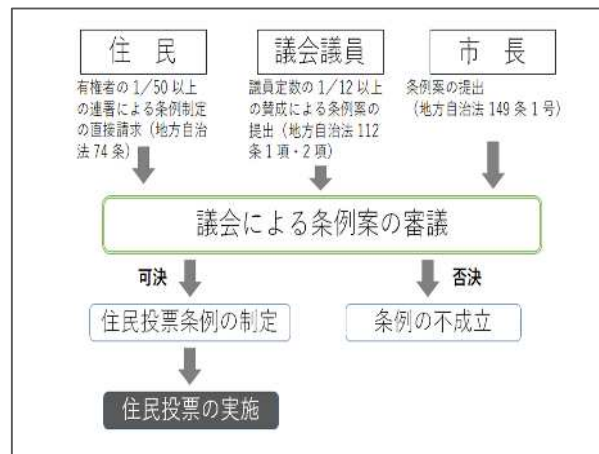 住 民
有権者の1/50以上
の連署による条例制定
の直接請求（地方自治
法74条）
議会議員
議員定数の1/12以上
の賛成による条例案の
提出（地方自治法112
条1項・2項）
市 長
条例案の提出
（地方自治法149条1号）
議会による条例案の審議
可決
否決
住民投票条例の制定
条例の不成立
住民投票の実施